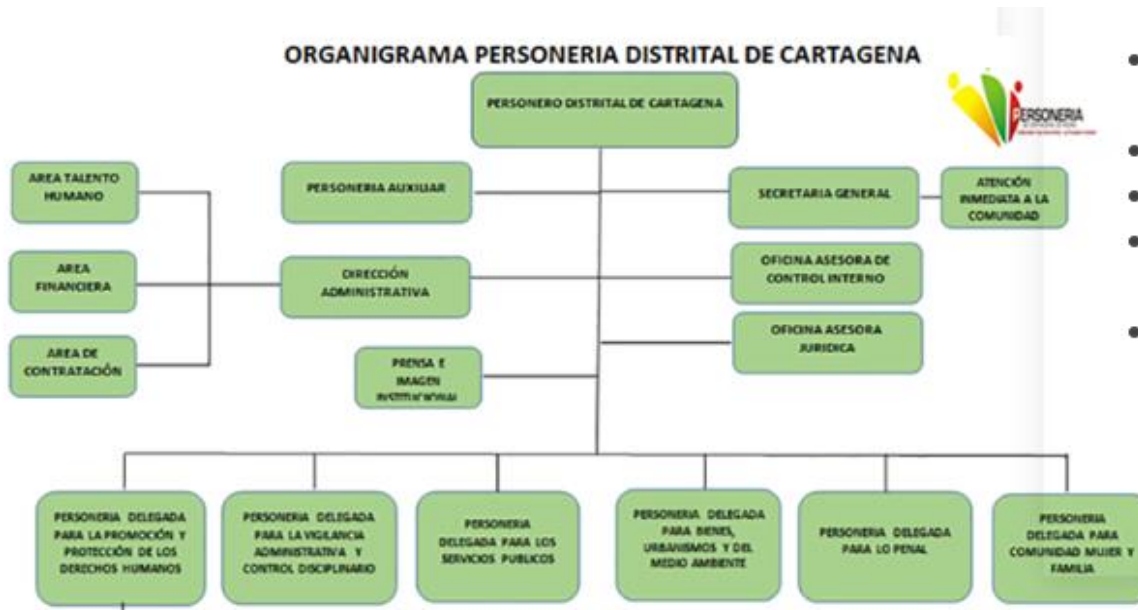 ORGANIGRAMA PERSONERIA DISTRITAL DE CARTAGENA
PERSONERO DISTRITAL DE CARTAGENA
PERSONERIA
AREA TALENTO
HUMANO
PERSONERIA AUXILIAR
SECRETARIA GENERAL
ATENCIÓN
INMEDIATA A LA
COMUNIDAD
AREA
FINANCIERA
DIRECCIÓN
ADMINISTRATIVA
OFICINA ASESORA DE
CONTROL INTERNO
AREA DE
CONTRATACIÓN
PRENSA E
IMAGEN
INSTITUCIONAL
OFICINA ASESORA
JURIDICA
PERSONERIA DELEGADA
PARA LA PROMOCIÓN Y
PROTECCIÓN DE LOS
DERECHOS HUMANOS
PERSONERIA DELEGADA
PARA LA VIGILANCIA
ADMINISTRATIVA Y
CONTROL DISCIPLINARIO
PERSONERIA
DELEGADA PARA LOS
SERVICIOS PUBLICOS
PERSONERIA DELEGADA
PARA BIENES,
URBANISMOS Y DEL
MEDIO AMBIENTE
PERSONERIA DELEGADA
PARA LO PENAL
PERSONERIA
DELEGADA PARA
COMUNIDAD MUJER Y
FAMILIA